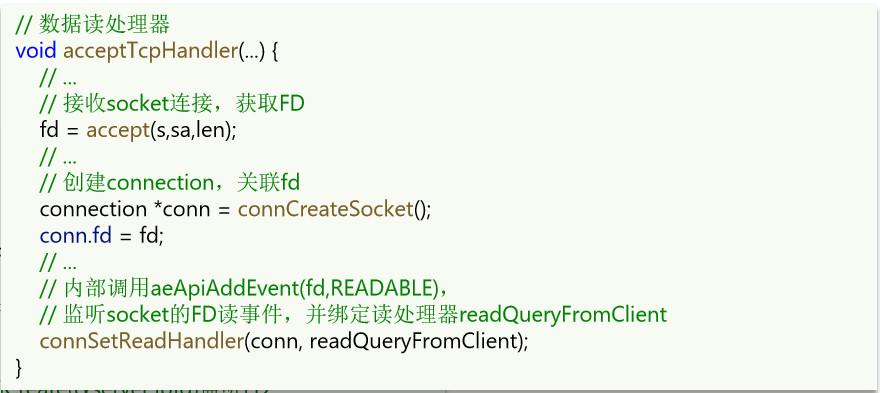 // 数据读处理器
void acceptTcpHandler(...) {
// ...
// 接收socket连接，获取FD
fd = accept(s,sa,len);
// ...
// 创建connection，关联fd
connection *conn = connCreateSocket();
conn.fd = fd;
// ...
// 内部调用aeApiAddEvent(fd,READABLE)，
// 监听socket的FD读事件，并绑定读处理器readQueryFromClient
connSetReadHandler(conn, readQueryFromClient);
}